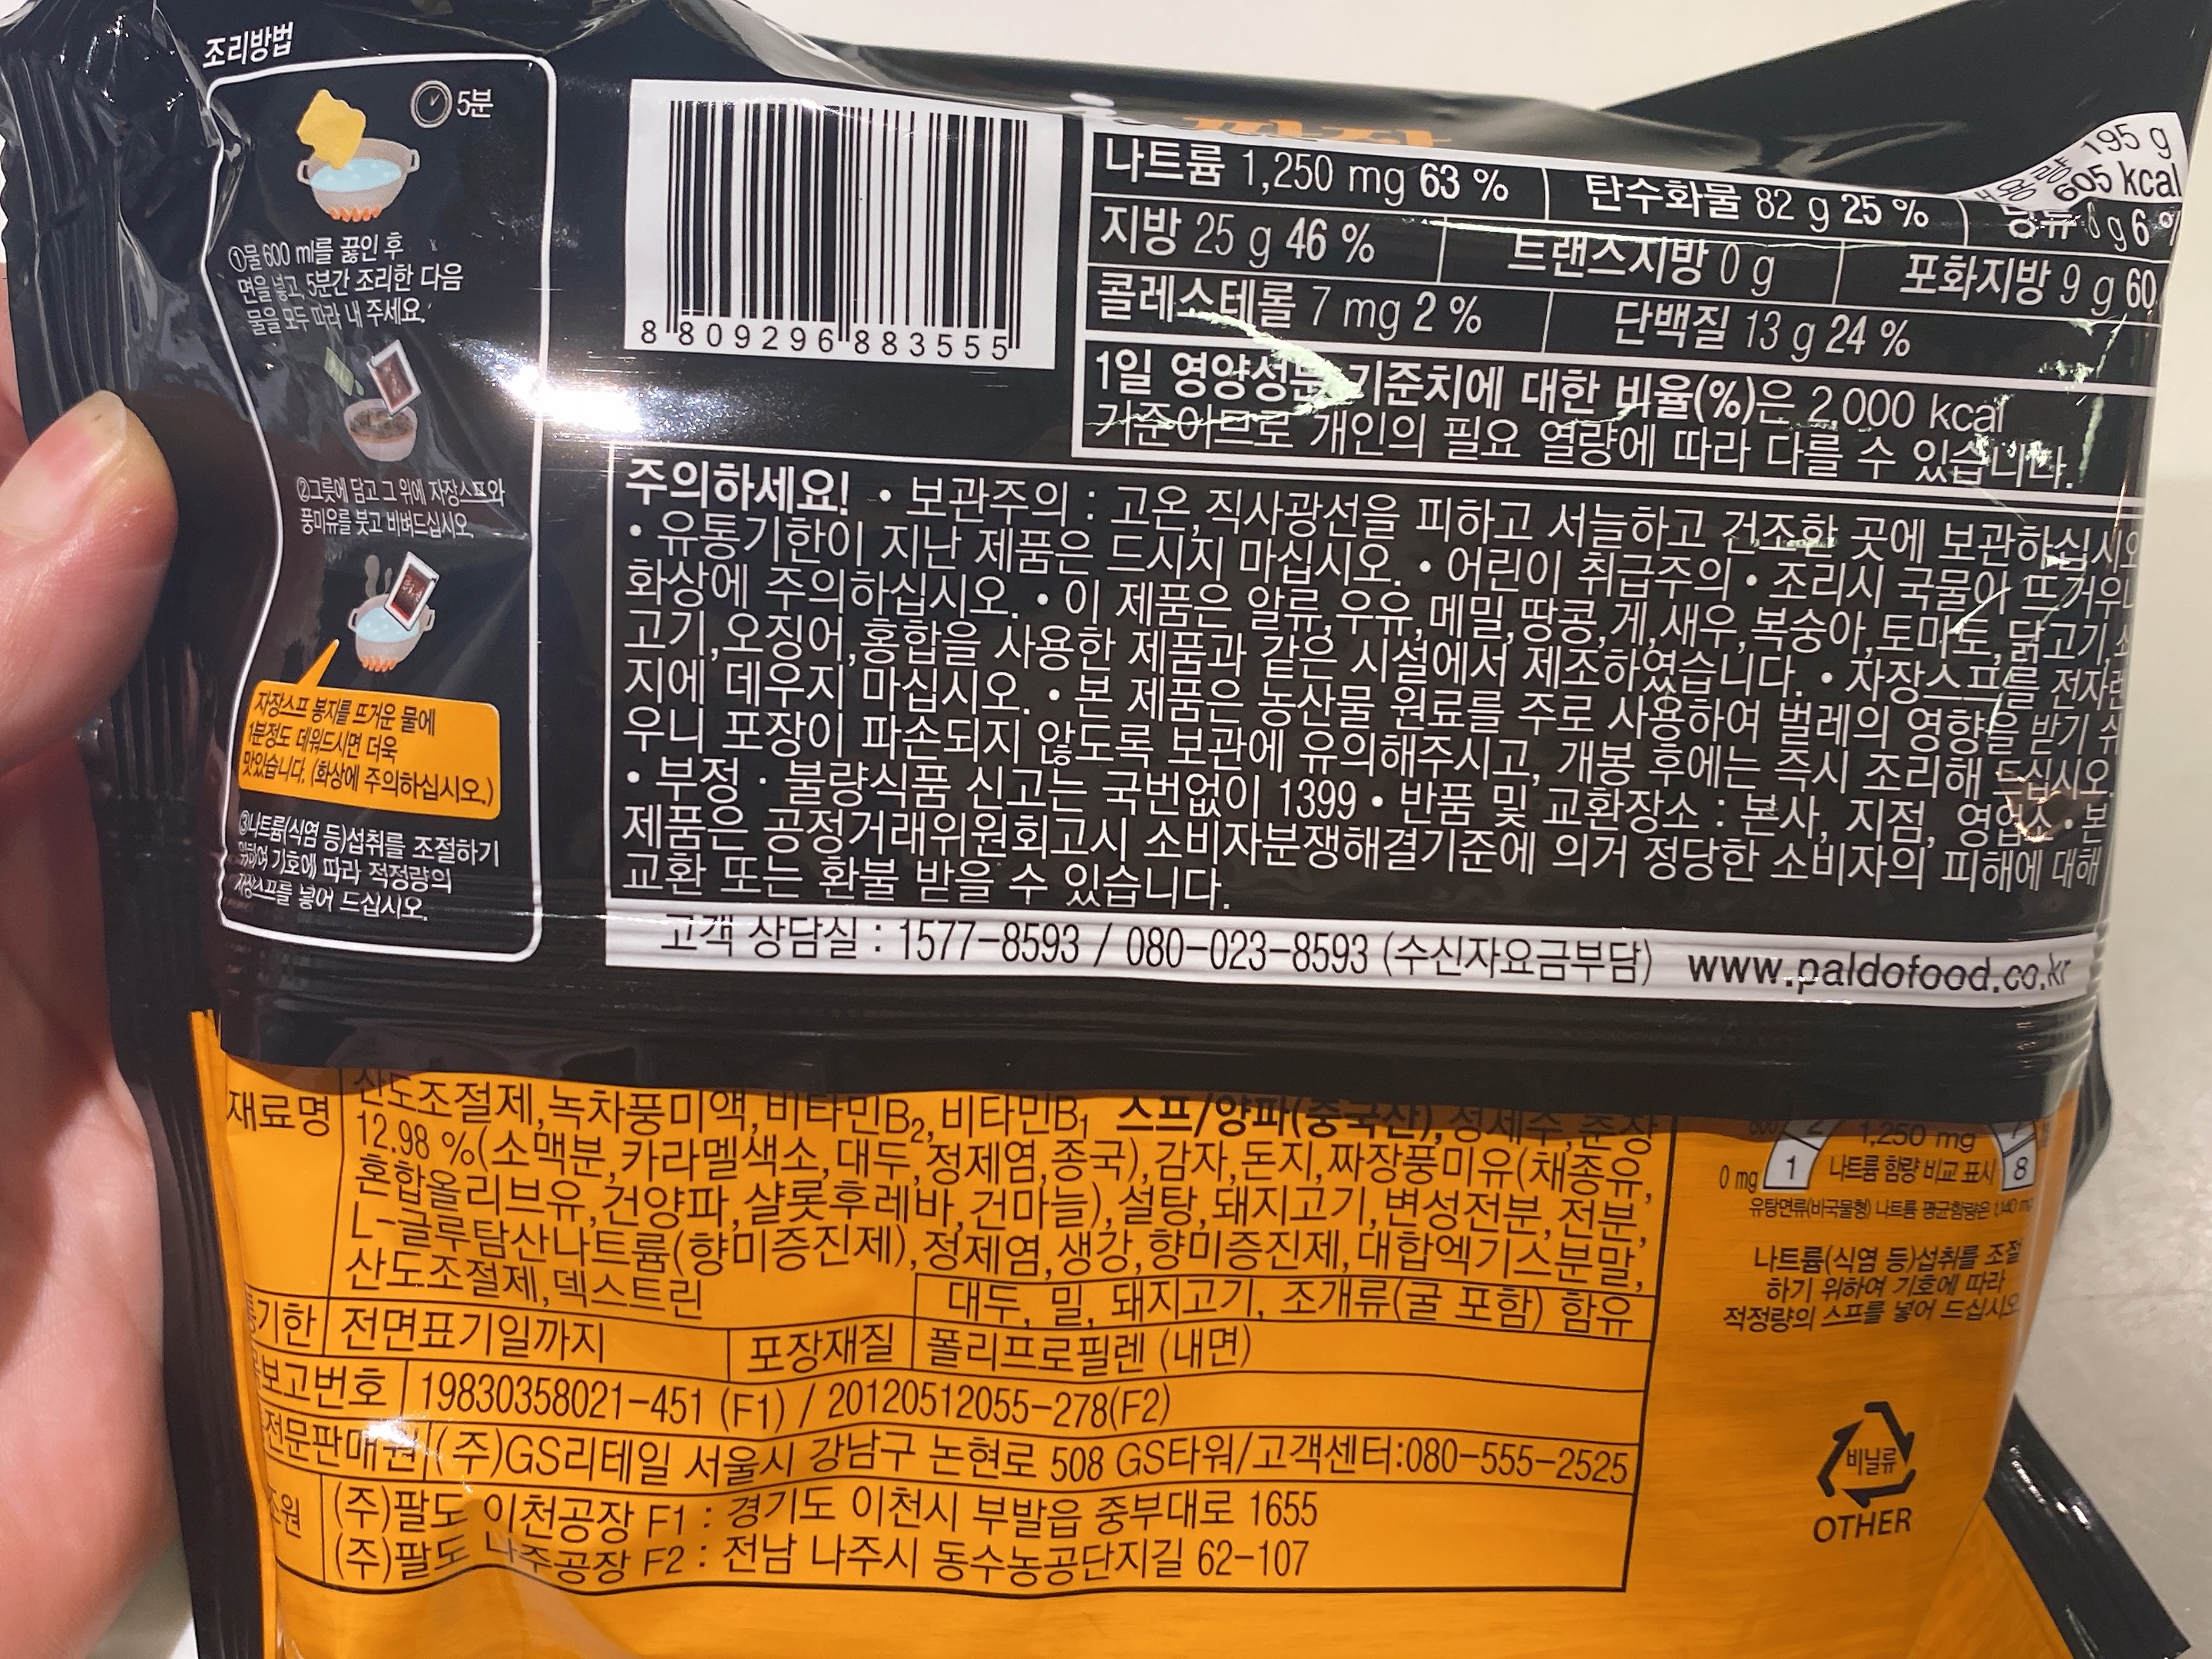 조리방법
5분
①물 600 ml를 끓인 후
면을 넣고, 5분간 조리한 다음
물을 모두 따라 내 주세요.
②그릇에 담고 그 위에 자장스프와
풍미유를 붓고 비벼드십시오.
자장스프 봉지를 뜨거운 물에
1분정도 데워드시면 더욱
맛있습니다. (화상에 주의하십시오.)
③나트륨(식염 등)섭취를 조절하기
위하여 기호에 따라 적정량의
자장스프를 넣어 드십시오.
8 809296 883555
195 g
605 kcal
나트륨 1,250 mg 63 % 탄수화물 82 g 25 % 당류 8 g 6 %
지방 25 g 46 % 트랜스지방 0 g 포화지방 9 g 60
콜레스테롤 7 mg 2 % 단백질 13 g 24 %
1일 영양성분 기준치에 대한 비율(%)은 2,000 kcal
기준이므로 개인의 필요 열량에 따라 다를 수 있습니다.
주의하세요! • 보관주의 : 고온, 직사광선을 피하고 서늘하고 건조한 곳에 보관하십시오
• 유통기한이 지난 제품은 드시지 마십시오. • 어린이 취급주의 • 조리시 국물이 뜨거우니
화상에 주의하십시오. • 이 제품은 알류, 우유, 메밀, 땅콩, 게, 새우, 복숭아, 토마토, 닭고기, 쇠
고기, 오징어, 홍합을 사용한 제품과 같은 시설에서 제조하였습니다. • 자장스프를 전자렌
지에 데우지 마십시오. • 본 제품은 농산물 원료를 주로 사용하여 벌레의 영향을 받기 쉬
우니 포장이 파손되지 않도록 보관에 유의해주시고, 개봉 후에는 즉시 조리해 드십시오.
• 부정 · 불량식품 신고는 국번없이 1399 • 반품 및 교환장소 : 본사, 지점, 영업소 • 본
제품은 공정거래위원회고시 소비자분쟁해결기준에 의거 정당한 소비자의 피해에 대해
교환 또는 환불 받을 수 있습니다.
고객 상담실 : 1577-8593 / 080-023-8593 (수신자요금부담) www.paldofood.co.kr
재료명 산도조절제, 녹차풍미액, 비타민B₂, 비타민B₁ 스프/양파(중국산), 정제수, 춘장
12.98 %(소맥분, 카라멜색소, 대두, 정제염, 종국), 감자, 돈지, 짜장풍미유(채종유,
혼합올리브유, 건양파, 샬롯후레바, 건마늘), 설탕, 돼지고기, 변성전분, 전분,
L-글루탐산나트륨(향미증진제), 정제염, 생강, 향미증진제, 대합엑기스분말,
산도조절제, 덱스트린
대두, 밀, 돼지고기, 조개류(굴 포함) 함유
통기한 전면표기일까지 포장재질 폴리프로필렌 (내면)
보고번호 19830358021-451 (F1) / 20120512055-278(F2)
전문판매원 (주)GS리테일 서울시 강남구 논현로 508 GS타워/고객센터:080-555-2525
조원 (주)팔도 이천공장 F1 : 경기도 이천시 부발읍 중부대로 1655
(주)팔도 나주공장 F2 : 전남 나주시 동수농공단지길 62-107
1,250 mg
0 mg 1 나트륨 함량 비교 표시 8
유탕면류(비국물형) 나트륨 평균함량은 1,140 mg
나트륨(식염 등)섭취를 조절
하기 위하여 기호에 따라
적정량의 스프를 넣어 드십시오
비닐류
OTHER